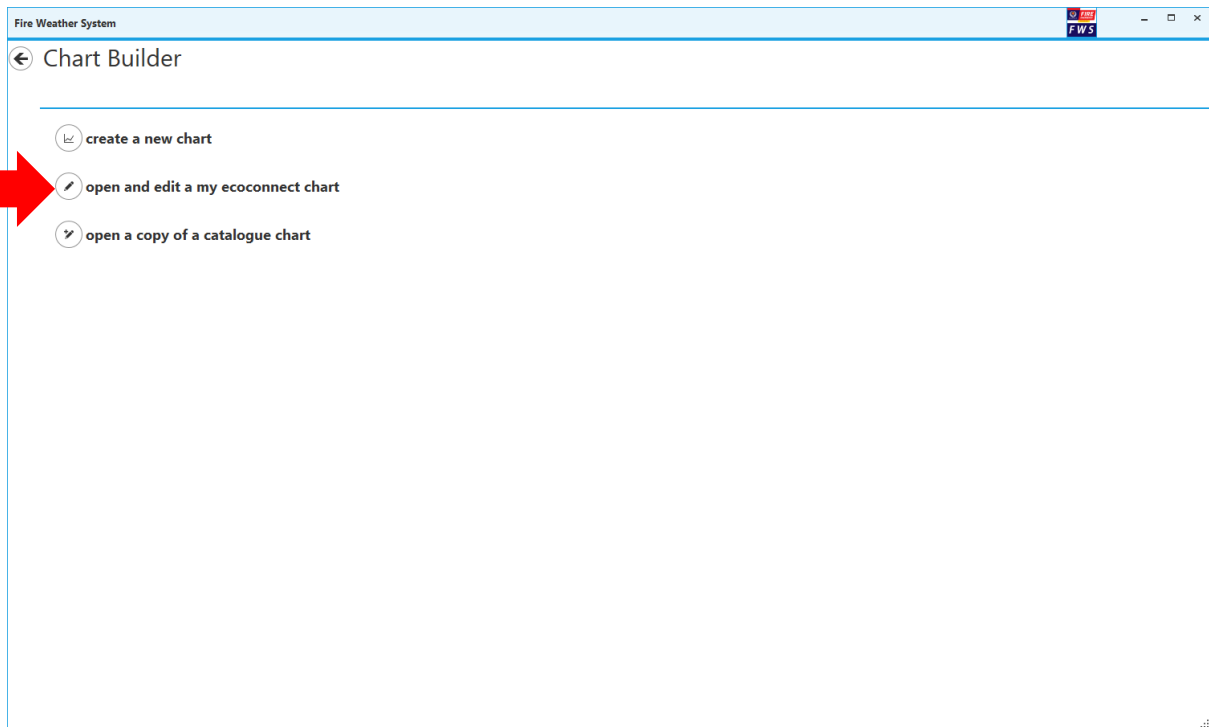 Fire Weather System
FIRE
FWS
Chart Builder
create a new chart
open and edit a my ecoconnect chart
open a copy of a catalogue chart